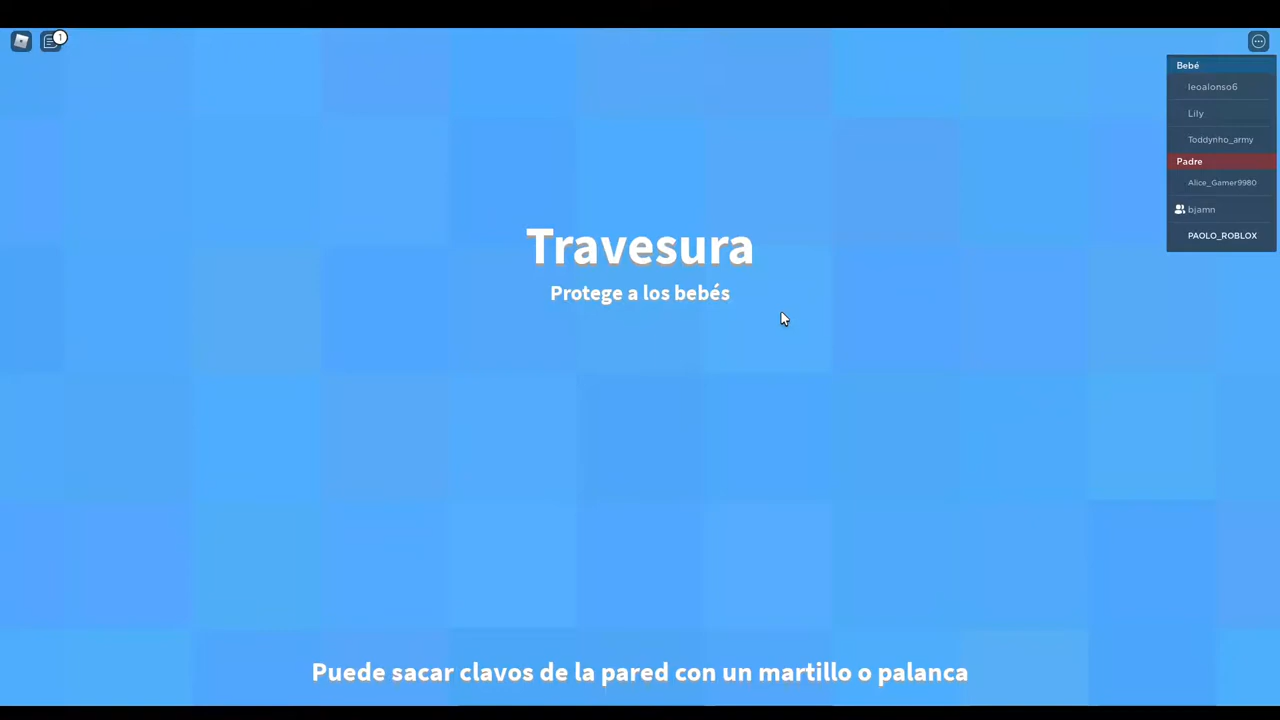 1
Bebé
leoalonso6
Lily
Toddynho_army
Padre
Alice_Gamer9980
bjamn
PAOLO_ROBLOX
Travesura
Protege a los bebés
Puede sacar clavos de la pared con un martillo o palanca